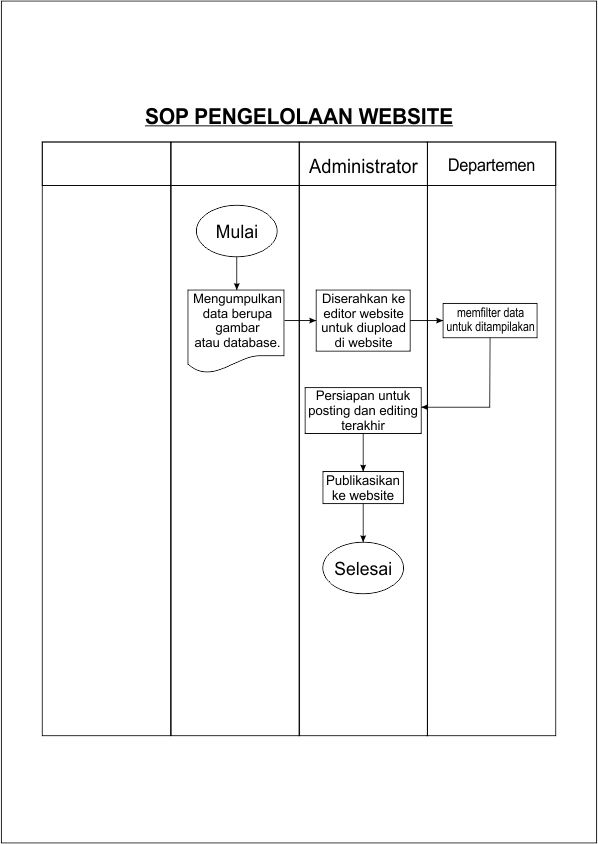 SOP PENGELOLAAN WEBSITE
Administrator
Departemen
Mulai
Mengumpulkan
data berupa
gambar
atau database.
Diserahkan ke
editor website
untuk diupload
di website
memfilter data
untuk ditampilakan
Persiapan untuk
posting dan editing
terakhir
Publikasikan
ke website
Selesai